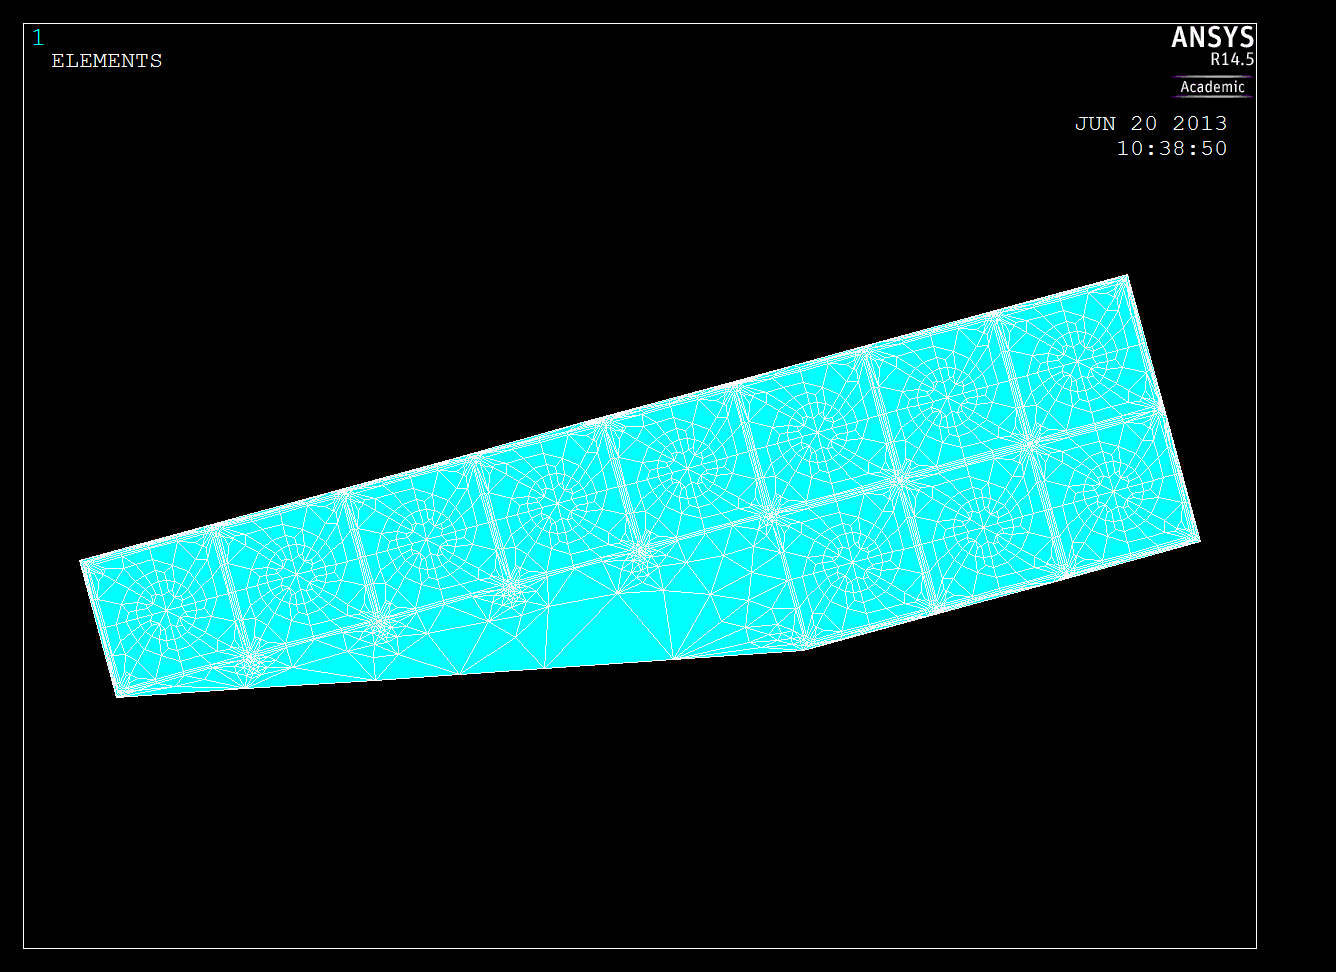 1
ELEMENTS
ANSYS
R14.5
Academic
JUN 20 2013
10:38:50